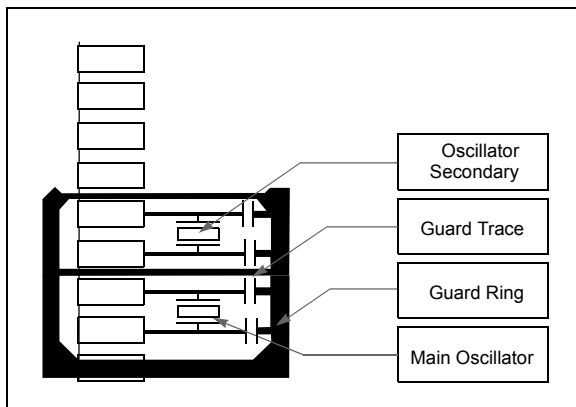 Oscillator
Secondary
Guard Trace
Guard Ring
Main Oscillator